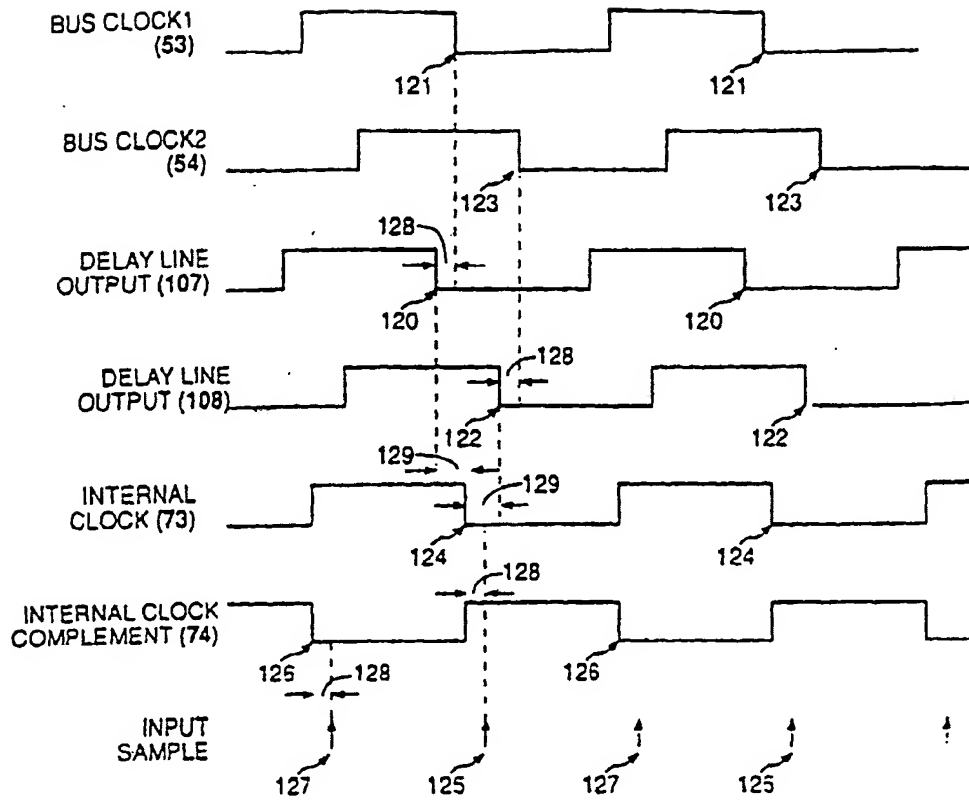 BUS CLOCK1
(53)
121
121
BUS CLOCK2
(54)
123
123
128
DELAY LINE
OUTPUT (107)
120
120
128
DELAY LINE
OUTPUT (108)
122
122
129
129
INTERNAL
CLOCK (73)
124
124
128
INTERNAL CLOCK
COMPLEMENT (74)
126
128
126
INPUT
SAMPLE
127
125
127
125